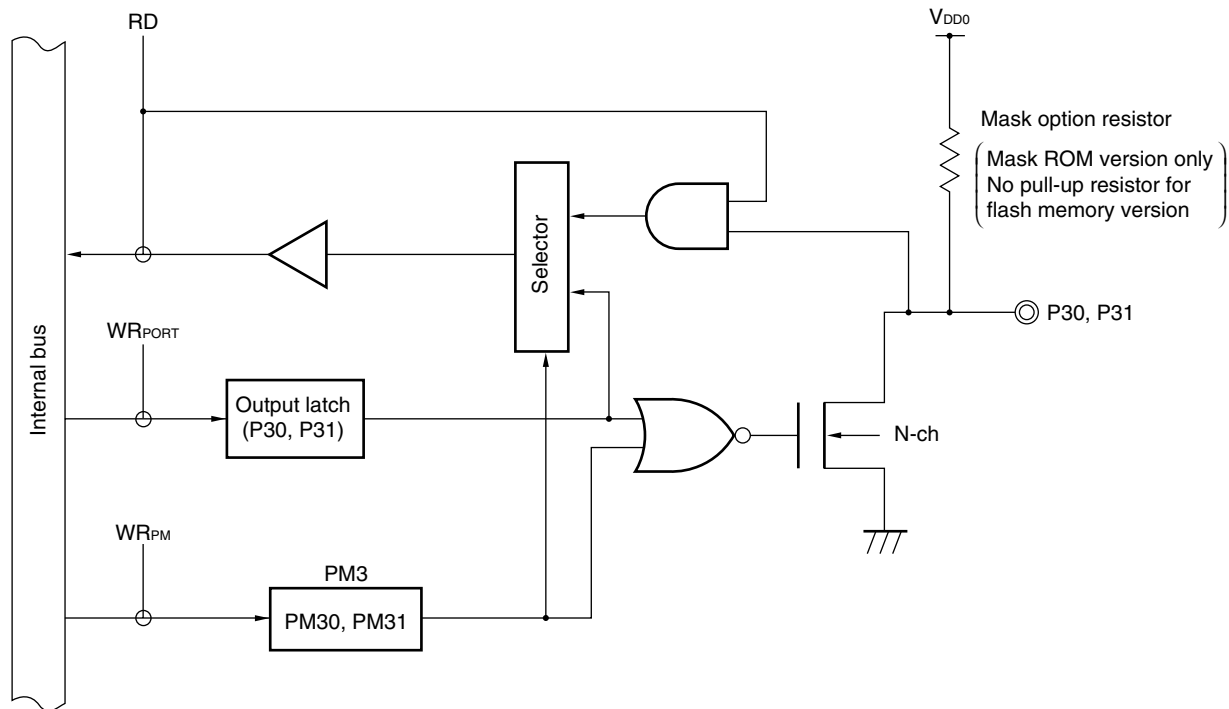 RD
VDD0
Mask option resistor
Mask ROM version only
No pull-up resistor for
flash memory version
Selector
P30, P31
WRPORT
Internal bus
Output latch
(P30, P31)
N-ch
WRPM
PM3
PM30, PM31